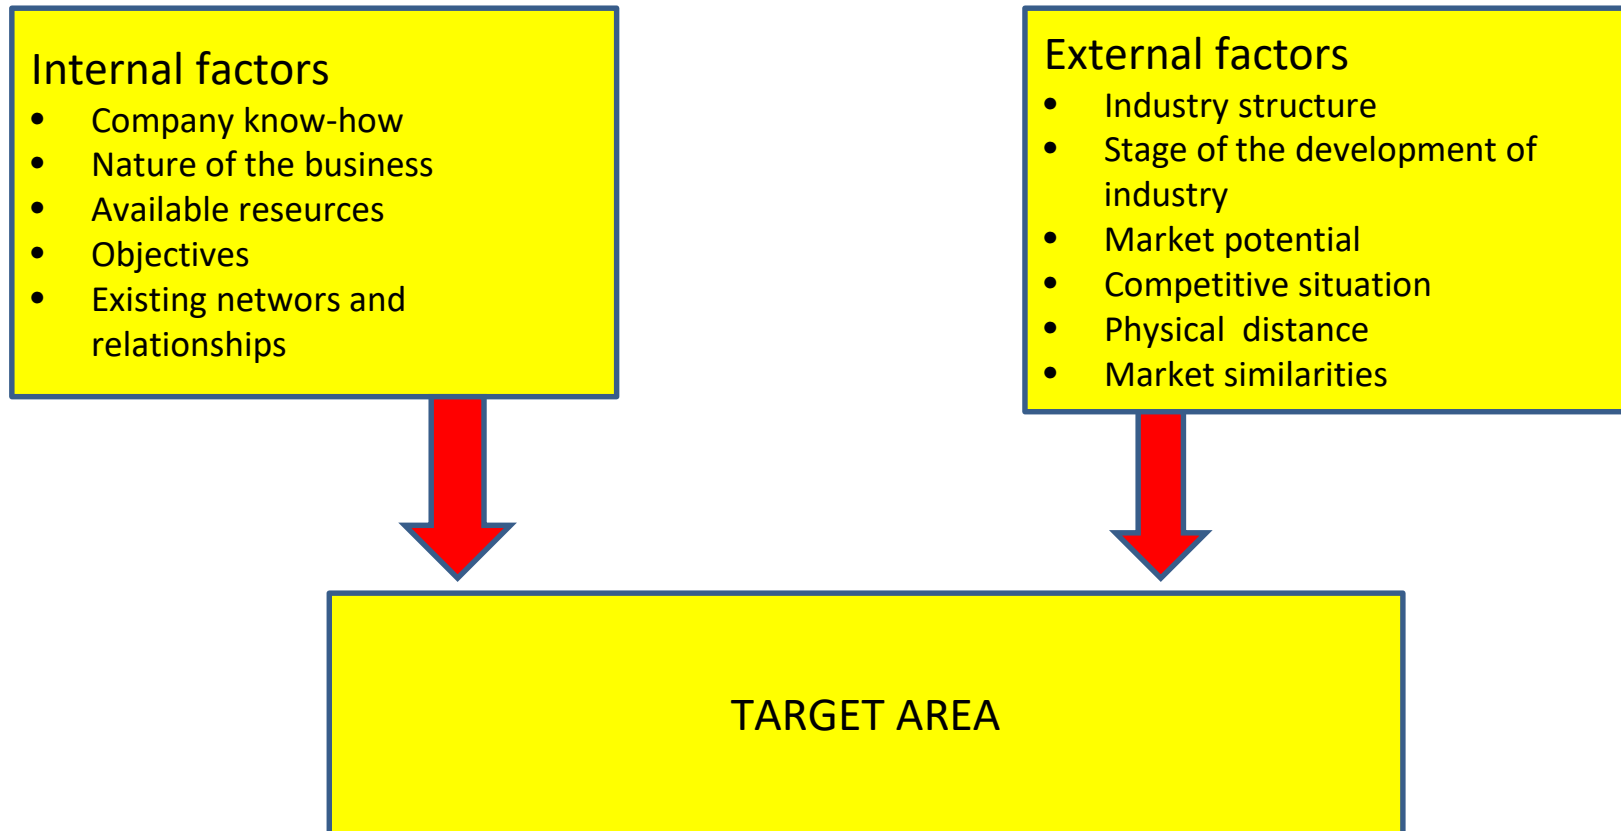 Internal factors
• Company know-how
• Nature of the business
• Available reseurces
• Objectives
• Existing networs and
relationships
External factors
• Industry structure
• Stage of the development of
industry
• Market potential
• Competitive situation
• Physical  distance
• Market similarities
TARGET AREA